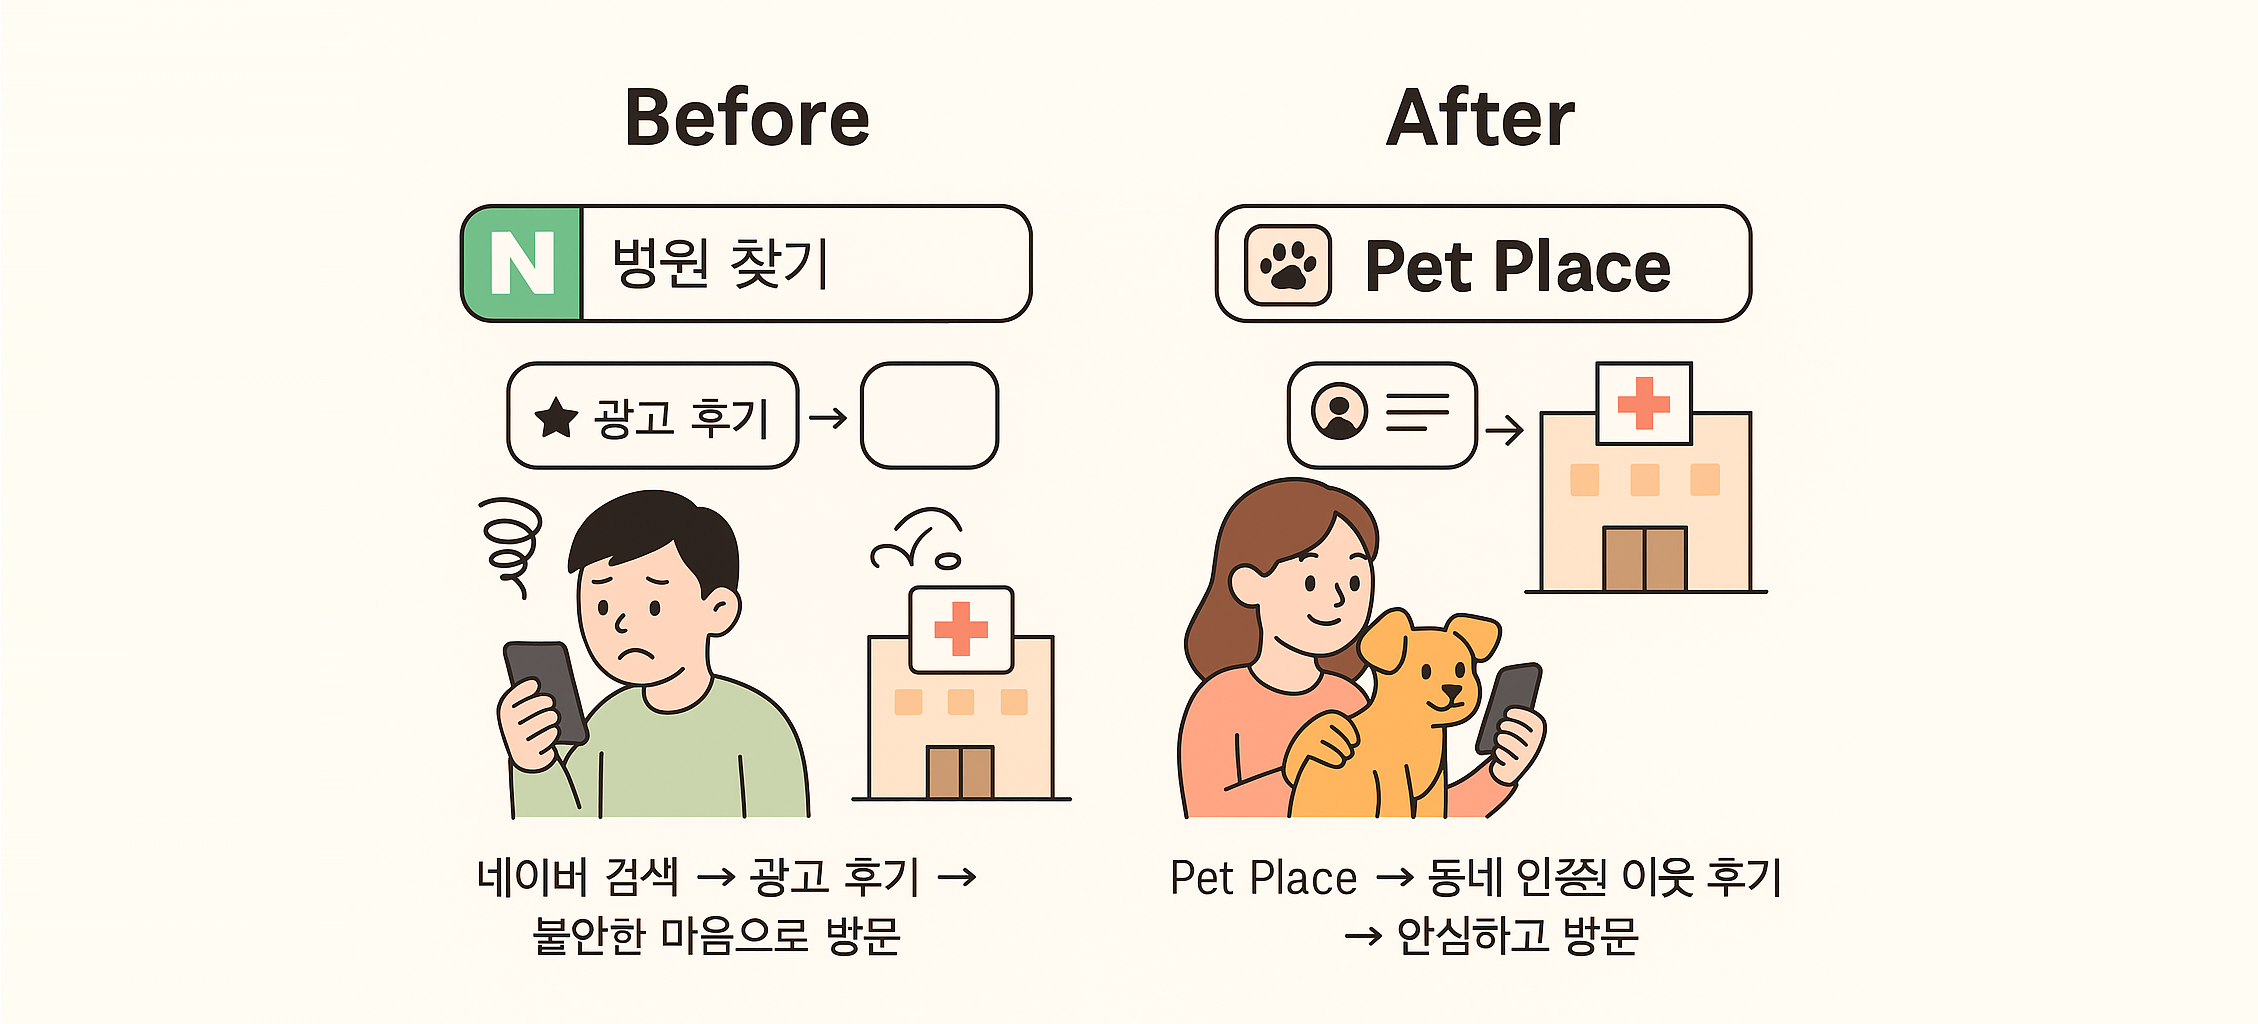 Before
N 벙원 찾기
★ 광고 후기 →
네이버 검색 → 광고 후기 →
불안한 마음으로 방문
After
Pet Place
→
Pet Place → 동네 이웃 후기
→ 안심하고 방문